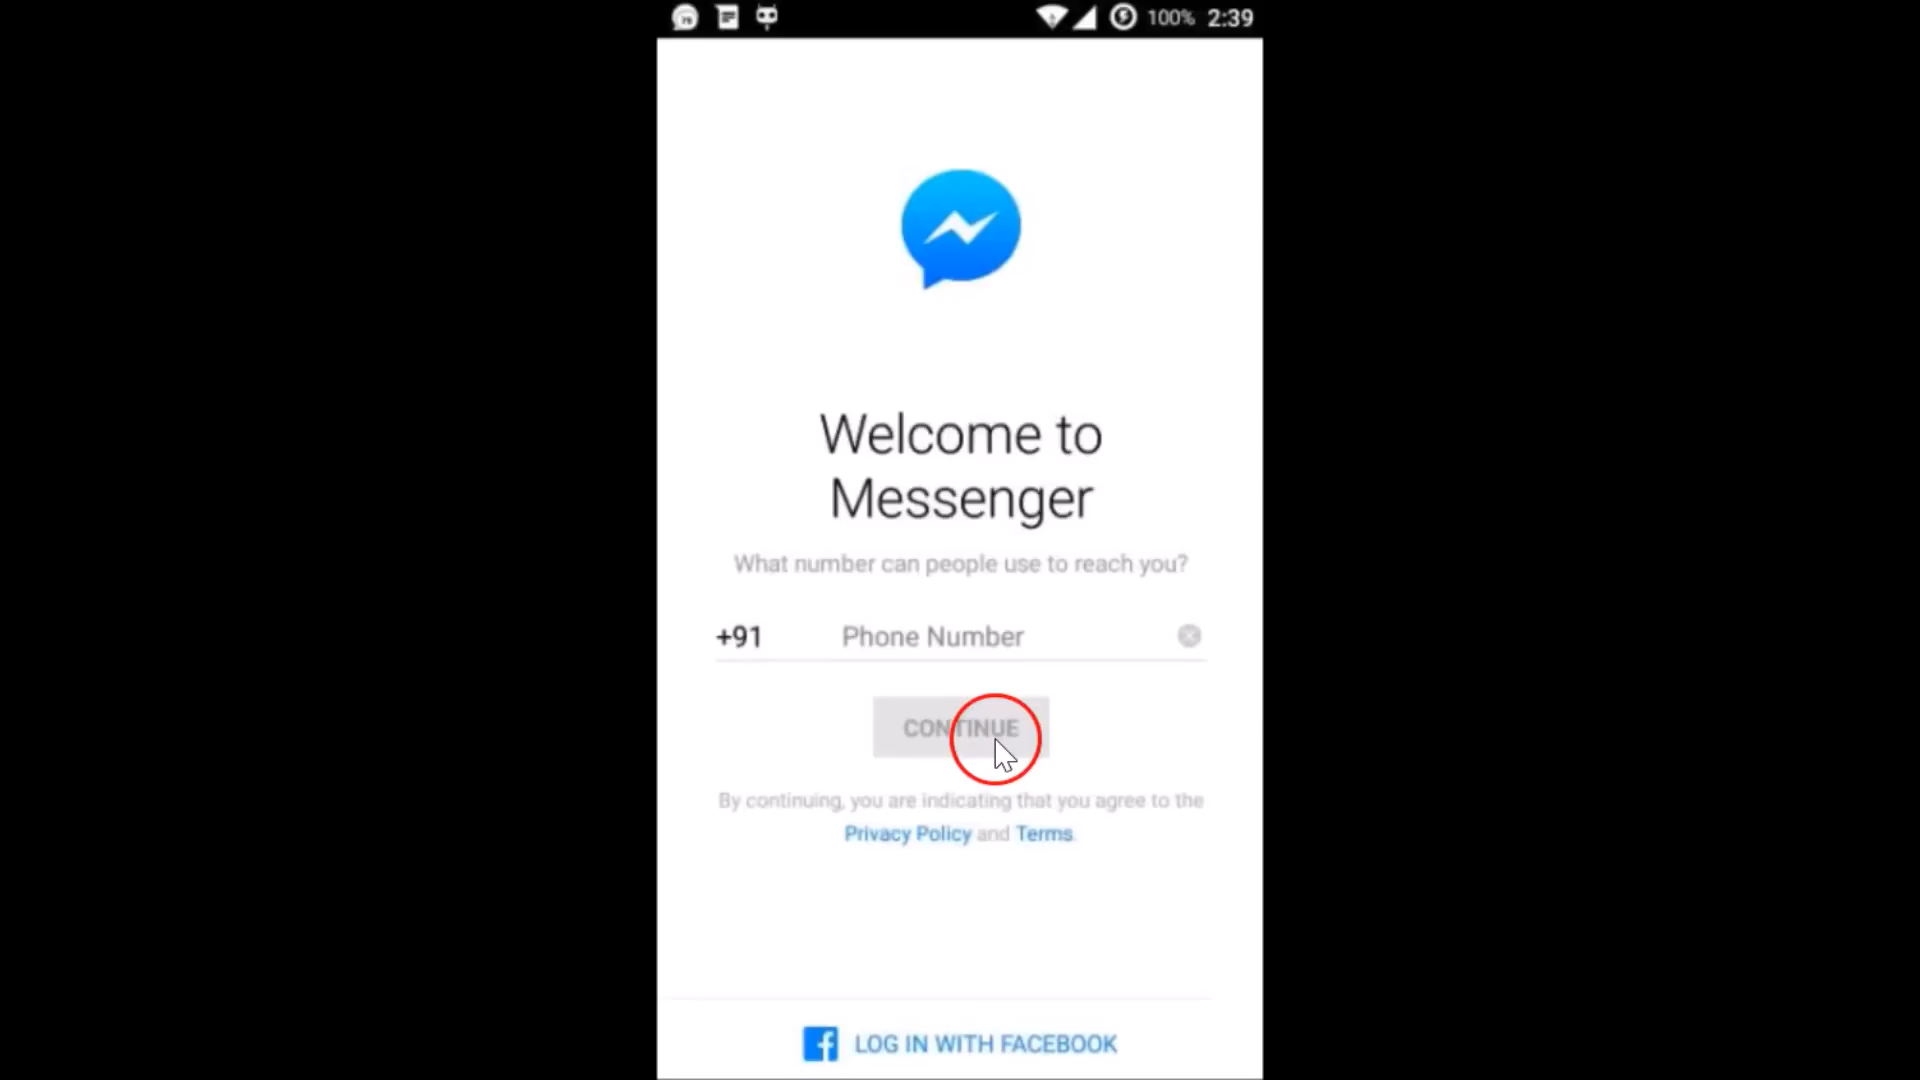 100% 2:39
Welcome to
Messenger
What number can people use to reach you?
+91 Phone Number
CONTINUE
By continuing, you are indicating that you agree to the
Privacy Policy and Terms.
LOG IN WITH FACEBOOK